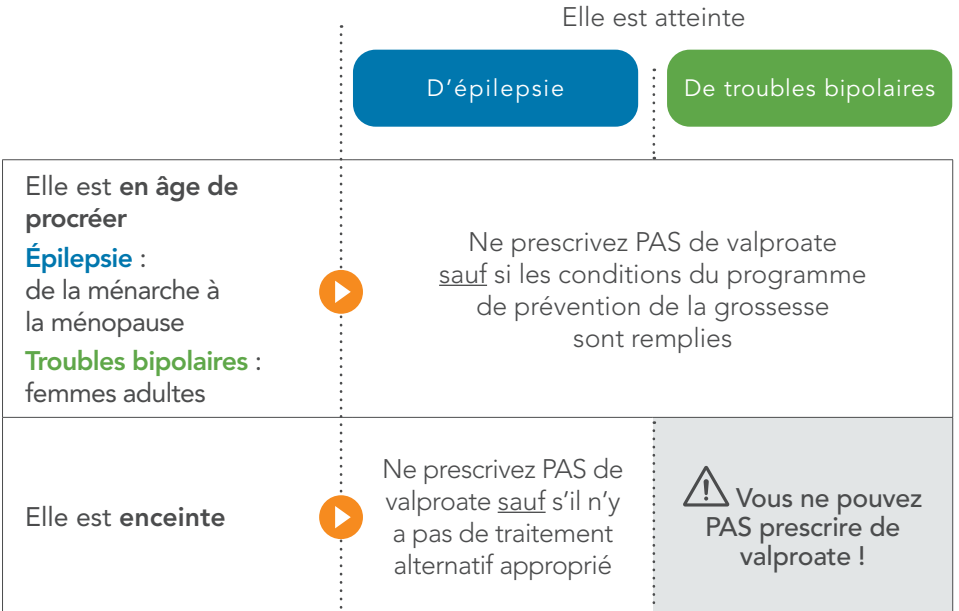 Elle est atteinte
D'épilepsie
De troubles bipolaires
Elle est en âge de
procréer
Épilepsie :
de la ménarche à
la ménopause
Troubles bipolaires :
femmes adultes
Ne prescrivez PAS de valproate
sauf si les conditions du programme
de prévention de la grossesse
sont remplies
Elle est enceinte
Ne prescrivez PAS de
valproate sauf s'il n'y
a pas de traitement
alternatif approprié
Vous ne pouvez
PAS prescrire de
valproate !